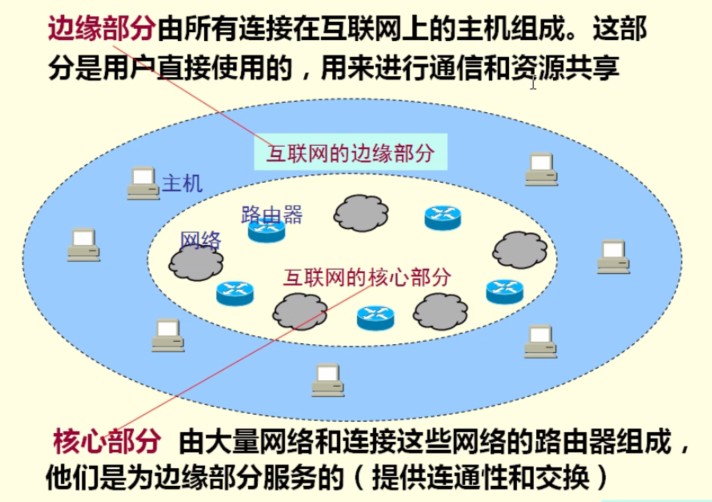 边缘部分由所有连接在互联网上的主机组成。这部
分是用户直接使用的，用来进行通信和资源共享
互联网的边缘部分
主机
路由器
网络
互联网的核心部分
核心部分 由大量网络和连接这些网络的路由器组成，
他们是为边缘部分服务的（提供连通性和交换）